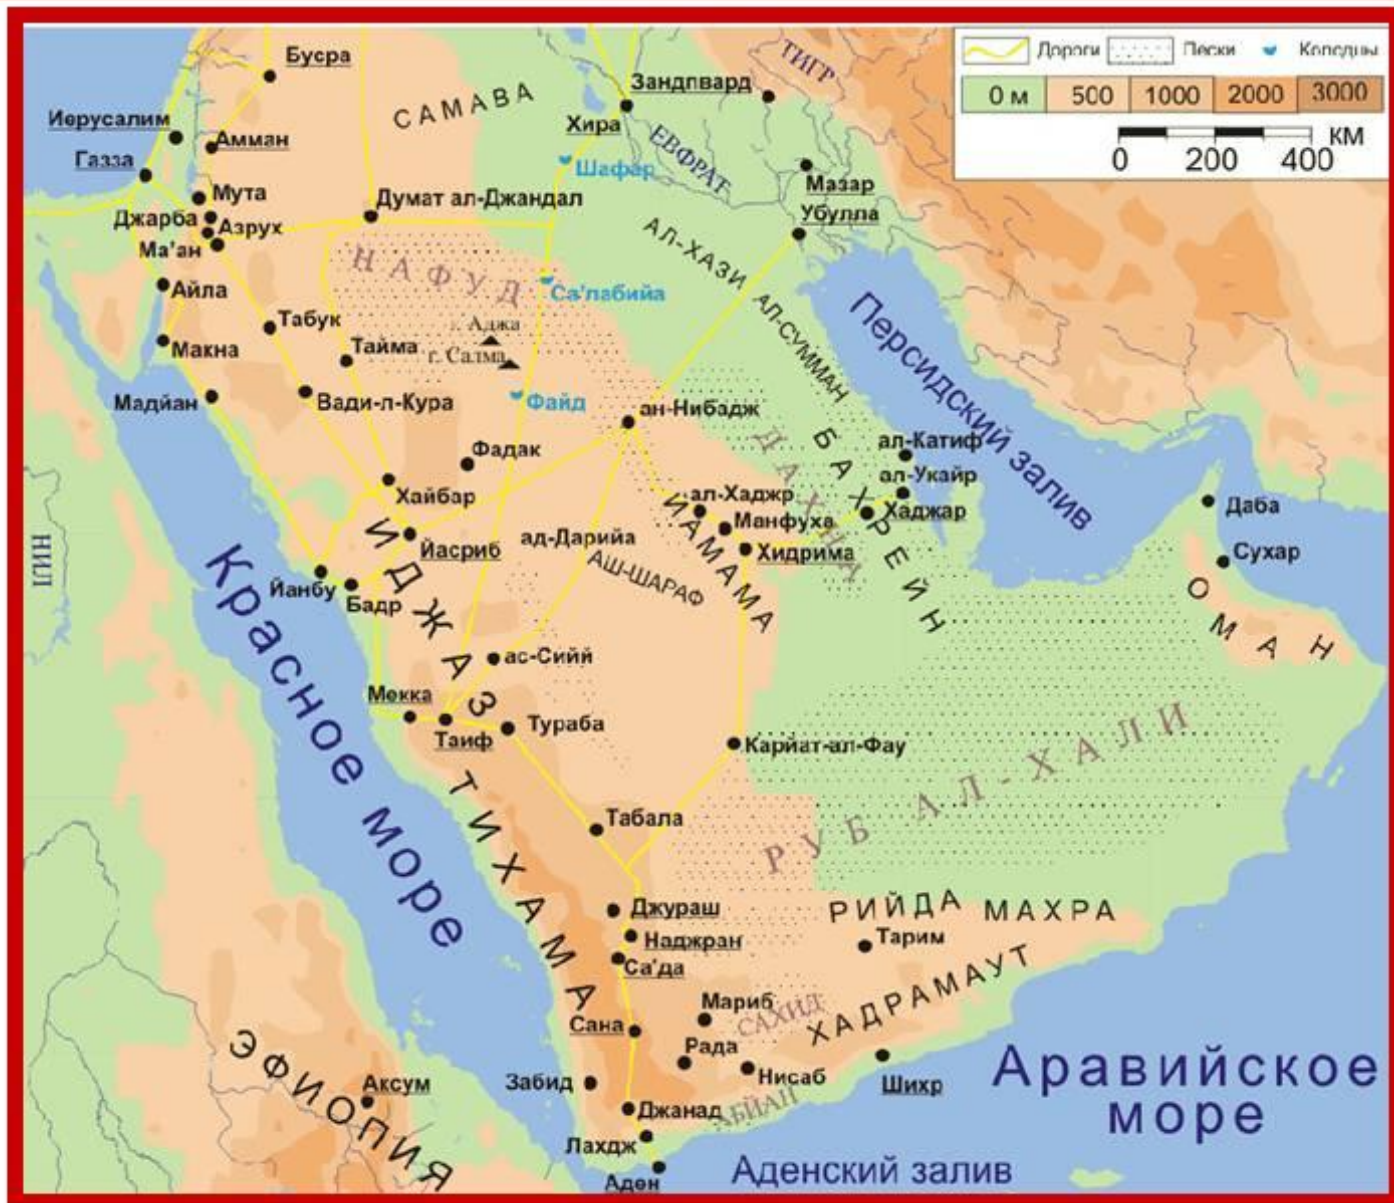 Дороги
Пески
Колодцы
0 м
500
1000
2000
3000
км
0
200
400
Бусра
САМАВА
Зандпвард
ТИГР
Иерусалим
Амман
Хира
ЕВФРАТ
Газза
Шафар
Мазар
Мута
Думат ал-Джандал
Убулла
Джарба
Азрух
Ма'ан
АЛ-ХАЗИ
НАФУД
Айла
Са'лабийа
АЛ-СУММАН
Персидский залив
Табук
г. Аджа
Макна
Тайма
г. Салма
Мадйан
Вади-л-Кура
Файд
ан-Нибадж
БАХРЕЙН
ДАХНА
ал-Катиф
Фадак
ал-Укайр
Хайбар
ал-Хаджр
Хаджар
Даба
ЙАМАМА
Манфуха
ИДЖАЗ
Йасриб
ад-Дарийа
Хидрима
Сухар
НИЛ
АШ-ШАРАФ
Йанбу
Бадр
ОМАН
Красное море
ас-Сийй
Мекка
Таиф
Тураба
Карйат-ал-Фау
РУБ АЛ-ХАЛИ
ТИХАМА
Табала
Джураш
РИЙДА
МАХРА
Наджран
Тарим
Са'да
ХАДРАМАУТ
Мариб
САХИД
Сана
ЭФИОПИЯ
Рада
Аравийское
море
Аксум
Забид
Нисаб
Шихр
АБЙАН
Джанад
Лахдж
Аден
Аденский залив